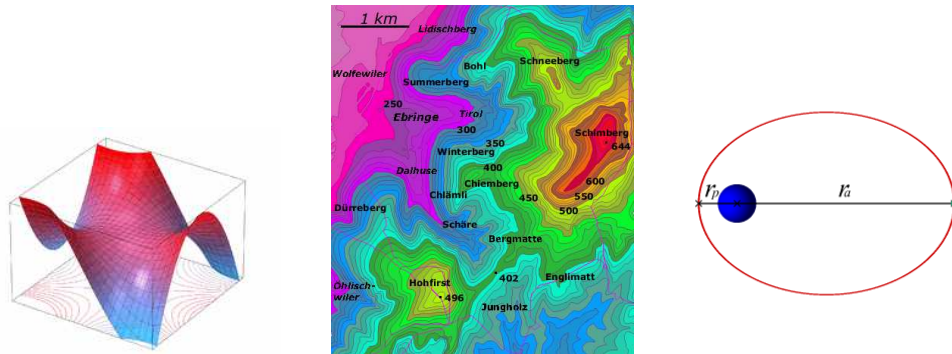 1 km
Lidischberg
Bohl
Schneeberg
Wolfewiler
Summerberg
250
Ebringe
Tirol
300
Schimberg
644
350
Winterberg
400
Dalhuse
Chiemberg
600
Chlämli
450
550
Dürreberg
500
Schäre
Bergmatte
402
Englimatt
Öhlisch-
wiler
Hohfirst
496
Jungholz
rp
ra